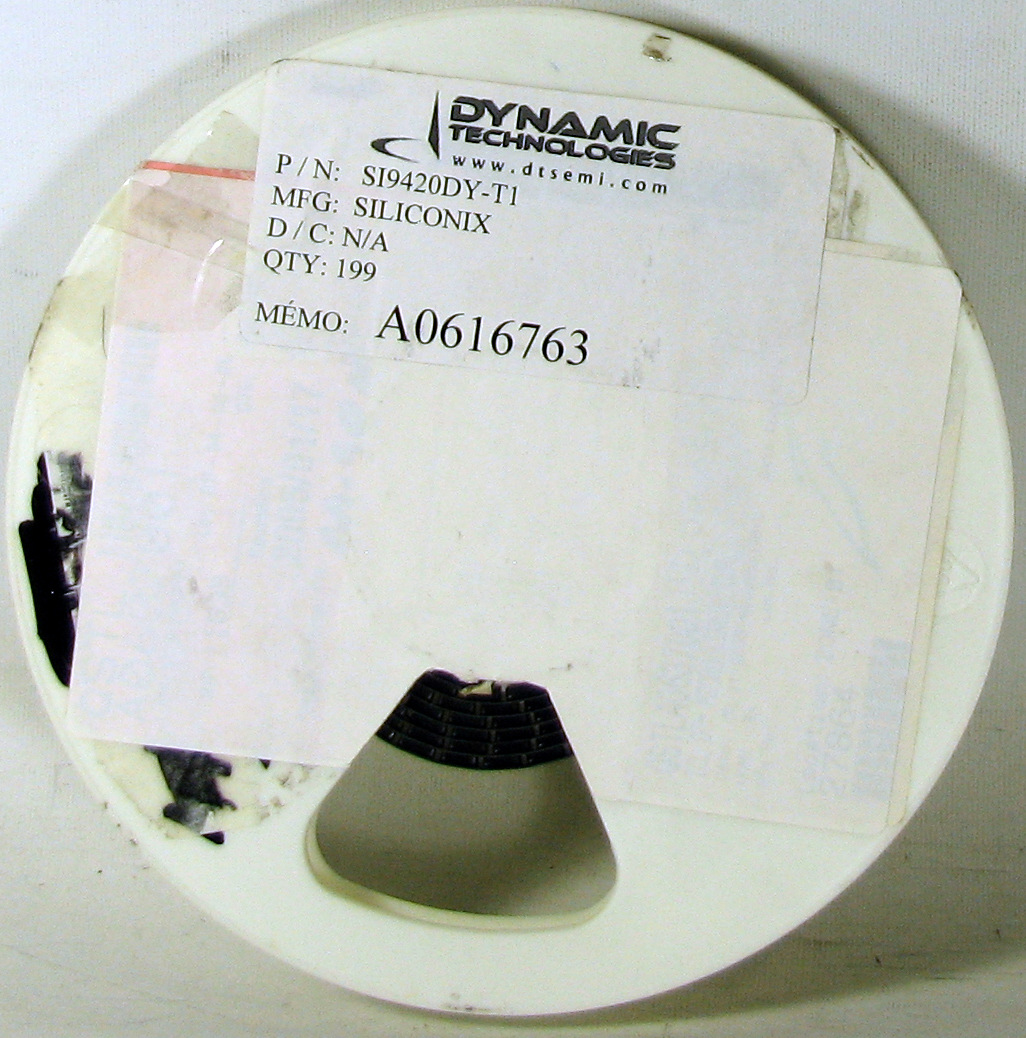 DYNAMIC
TECHNOLOGIES
www.dtsemi.com
P/N: SI9420DY-T1
MFG: SILICONIX
D/C: N/A
QTY: 199
MÉMO: A0616763